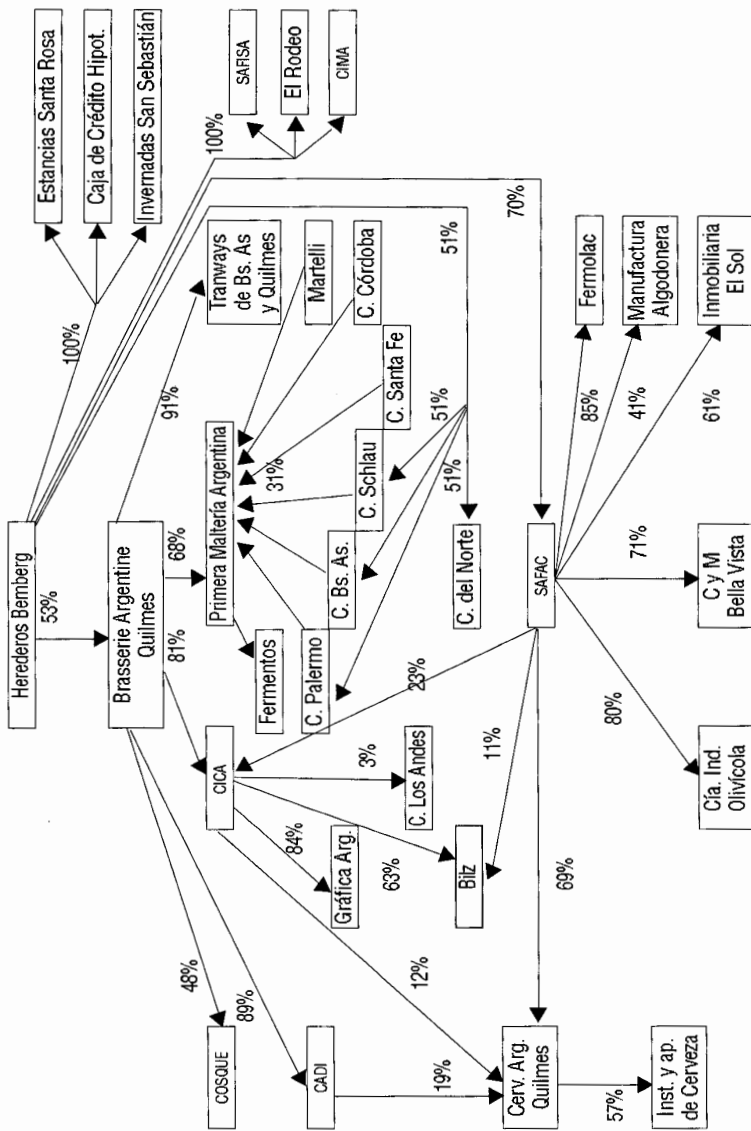 Herederos Bemberg
53%
100%
Estancias Santa Rosa
Caja de Crédito Hipot.
Invernadas San Sebastián
100%
SAFISA
El Rodeo
CIMA
Brasserie Argentine
Quilmes
48%
89%
81%
68%
91%
Tranways
de Bs. As
y Quilmes
COSQUE
CADI
CICA
Primera Maltería Argentina
31%
Martelli
C. Córdoba
C. Santa Fe
C. Schlau
C. Bs. As.
C. Palermo
Fermentos
84%
Gráfica Arg.
63%
3%
C. Los Andes
12%
Bilz
51%
51%
51%
C. del Norte
70%
23%
11%
69%
19%
SAFAC
Cerv. Arg.
Quilmes
57%
Inst. y ap.
de Cerveza
80%
Cía. Ind.
Olivícola
71%
C y M
Bella Vista
85%
Fermolac
41%
Manufactura
Algodonera
61%
Inmobiliaria
El Sol